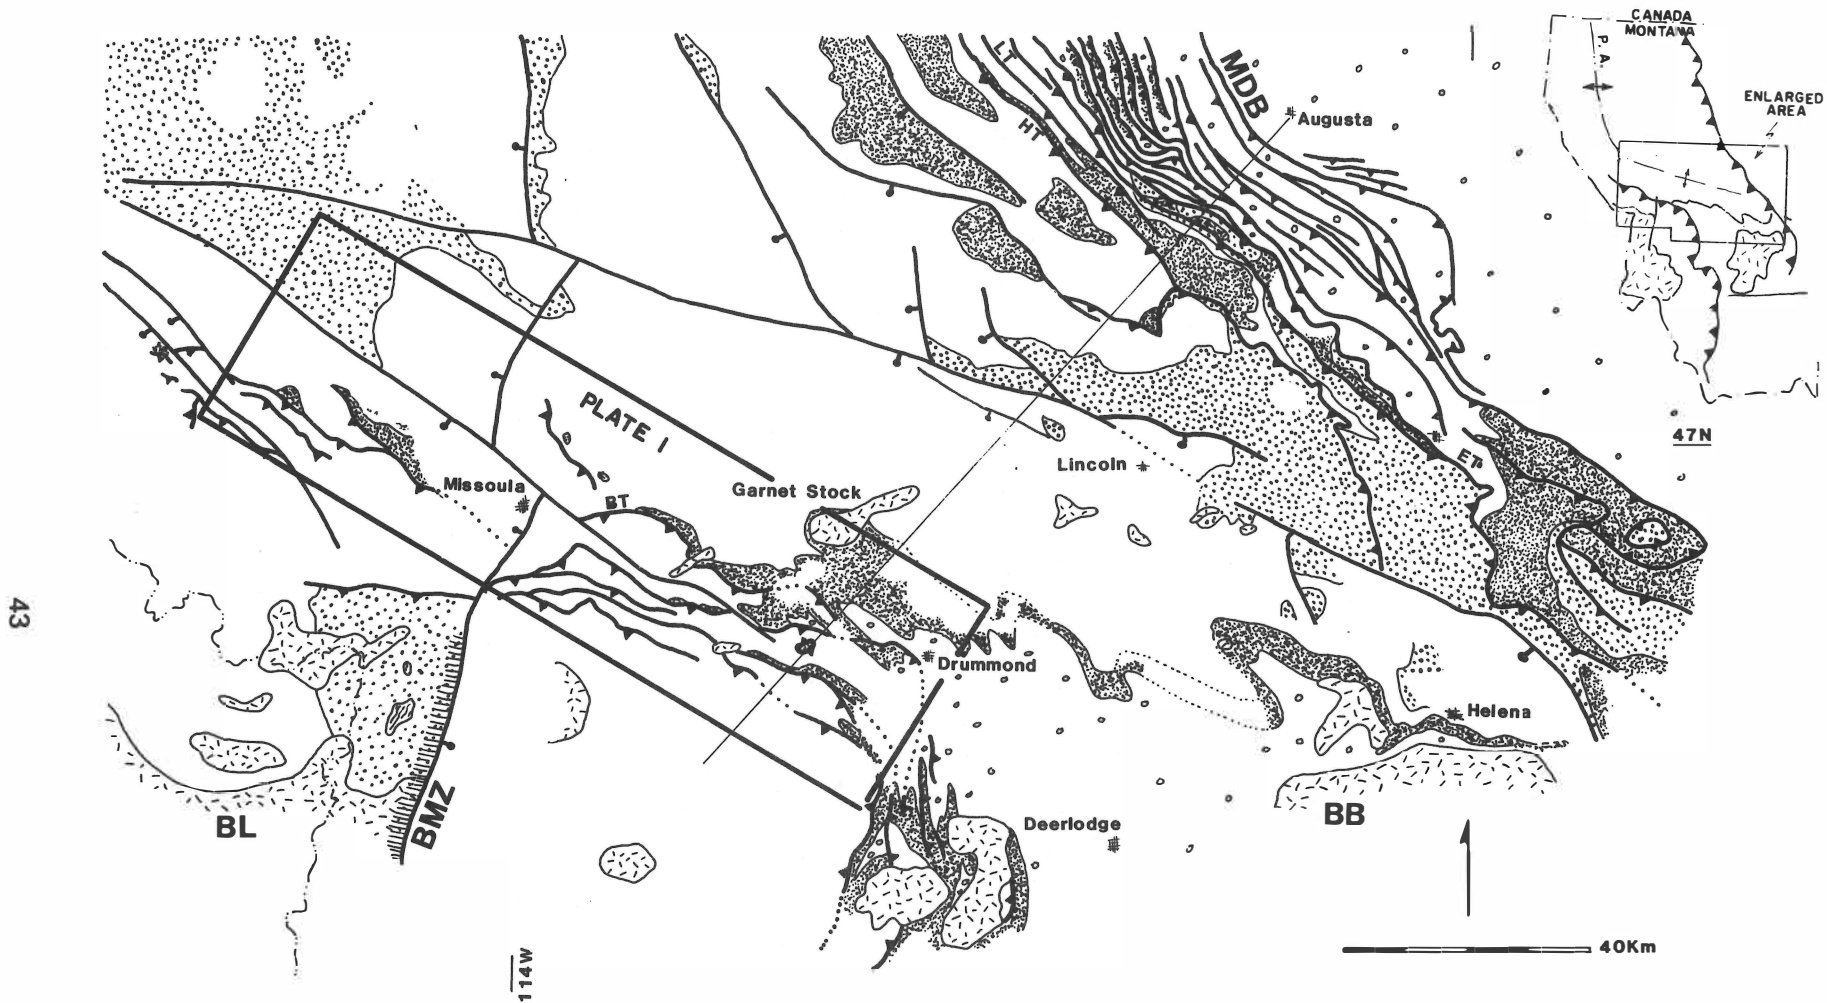 CANADA
MONTANA
P.A.
ENLARGED
AREA
LT
MDB
Augusta
HT
47N
PLATE I
Lincoln
ET
Missoula
Garnet Stock
BT
Drummond
Helena
43
BL
BMZ
BB
Deerlodge
40Km
114W